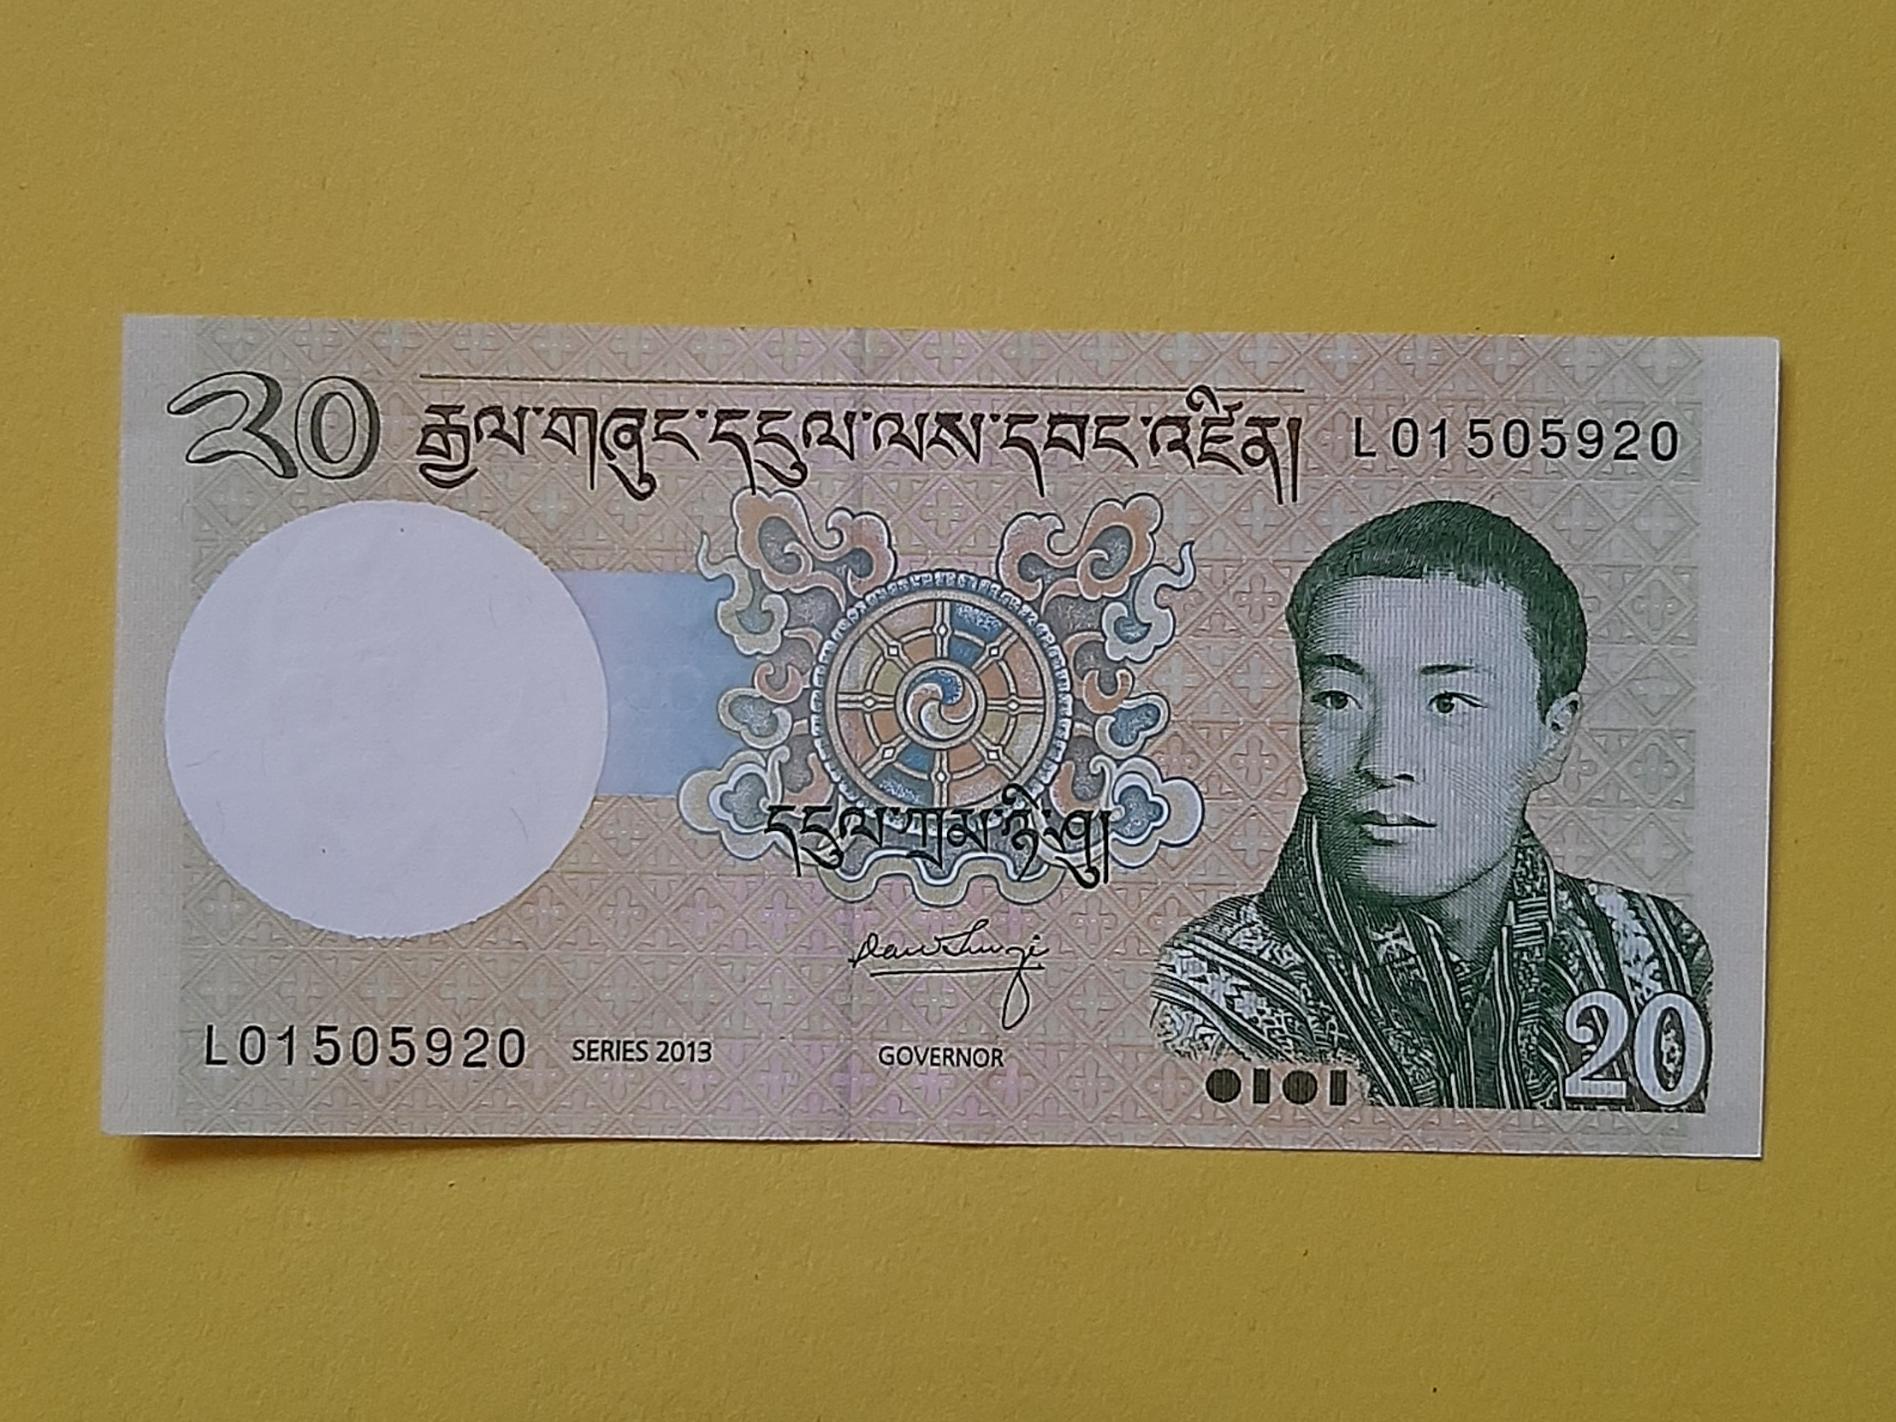 ༢༠ རྒྱལ་གཞུང་དངུལ་ལས་དབང་འཛིན། L01505920
དངུལ་ཀྲམ་ཉི་ཤུ།
L01505920 SERIES 2013 GOVERNOR
20